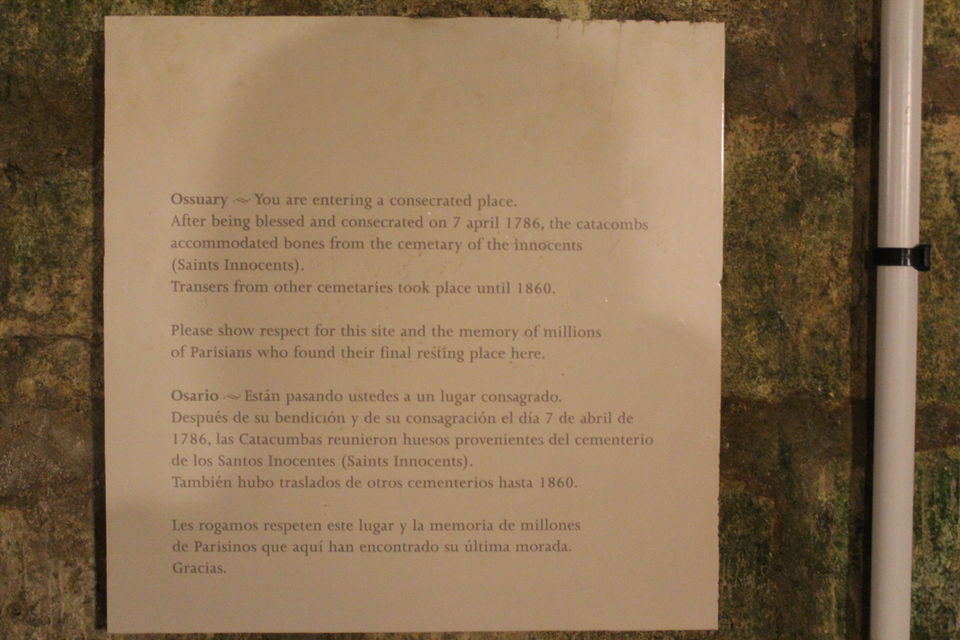 Ossuary ~ You are entering a consecrated place.
After being blessed and consecrated on 7 april 1786, the catacombs
accommodated bones from the cemetary of the innocents
(Saints Innocents).
Transers from other cemetaries took place until 1860.
Please show respect for this site and the memory of millions
of Parisians who found their final resting place here.
Osario ~ Están pasando ustedes a un lugar consagrado.
Después de su bendición y de su consagración el día 7 de abril de
1786, las Catacumbas reunieron huesos provenientes del cementerio
de los Santos Inocentes (Saints Innocents).
También hubo traslados de otros cementerios hasta 1860.
Les rogamos respeten este lugar y la memoria de millones
de Parisinos que aquí han encontrado su última morada.
Gracias.